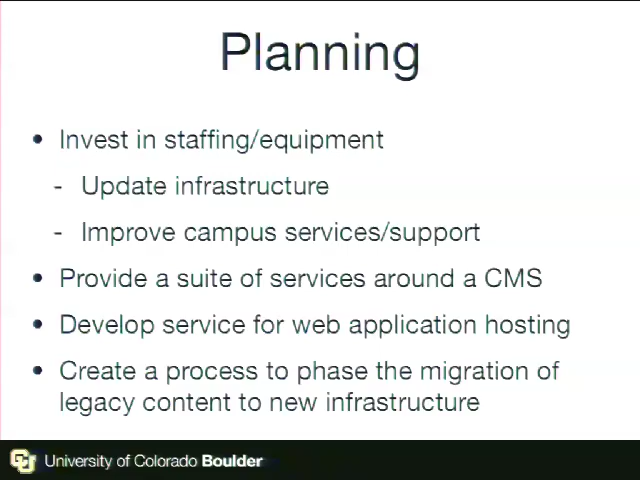 Planning
• Invest in staffing/equipment
- Update infrastructure
- Improve campus services/support
• Provide a suite of services around a CMS
• Develop service for web application hosting
• Create a process to phase the migration of
legacy content to new infrastructure
CU University of Colorado Boulder